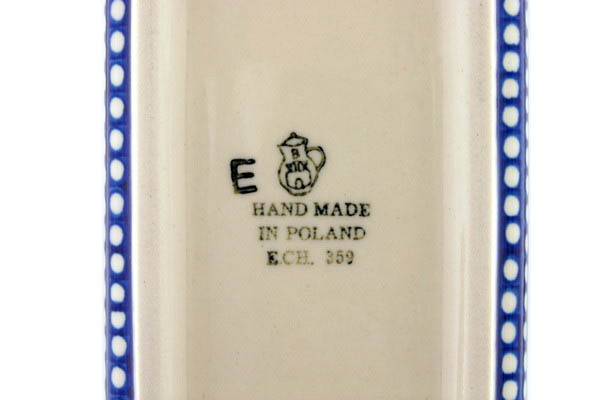 E
B
HAND MADE
IN POLAND
E.CH. 359